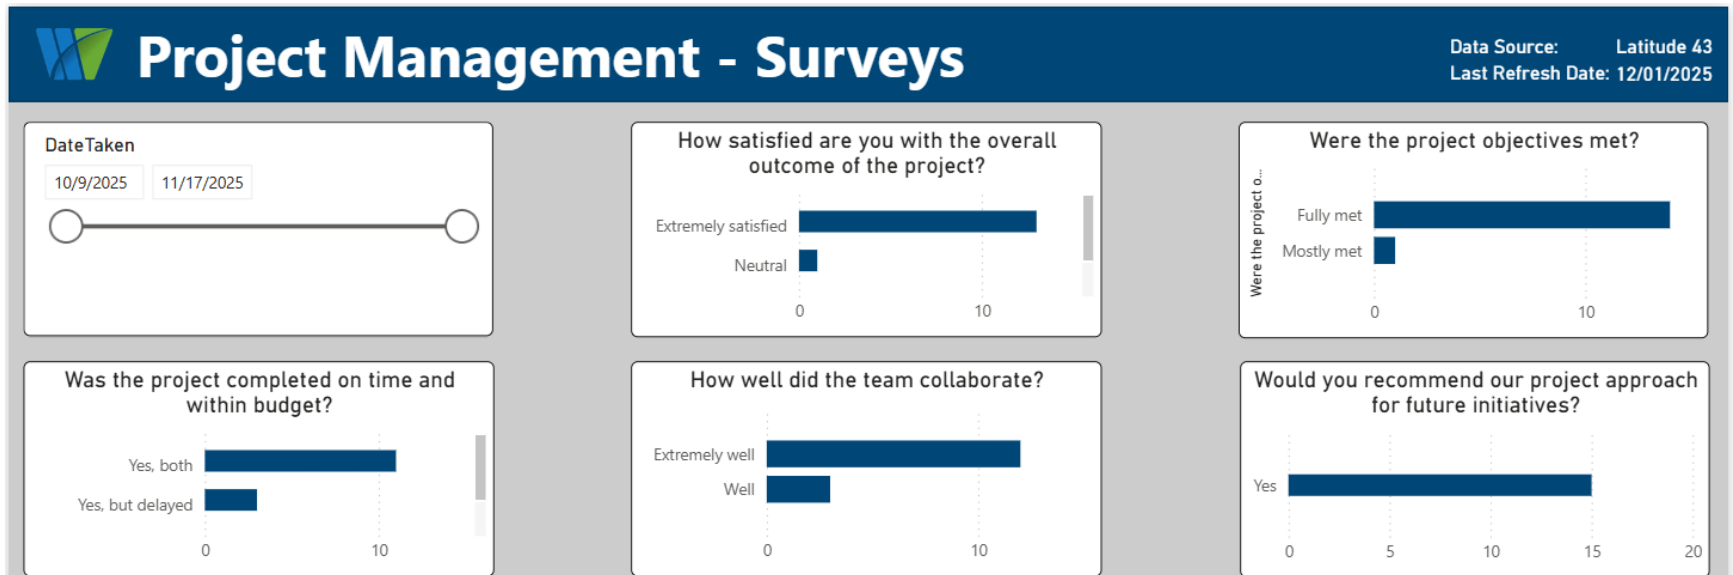 Project Management - Surveys
Data Source: Latitude 43
Last Refresh Date: 12/01/2025
DateTaken
10/9/2025 11/17/2025
How satisfied are you with the overall
outcome of the project?
Extremely satisfied
Neutral
0 10
Were the project objectives met?
Were the project o...
Fully met
Mostly met
0 10
Was the project completed on time and
within budget?
Yes, both
Yes, but delayed
0 10
How well did the team collaborate?
Extremely well
Well
0 10
Would you recommend our project approach
for future initiatives?
Yes
0 5 10 15 20